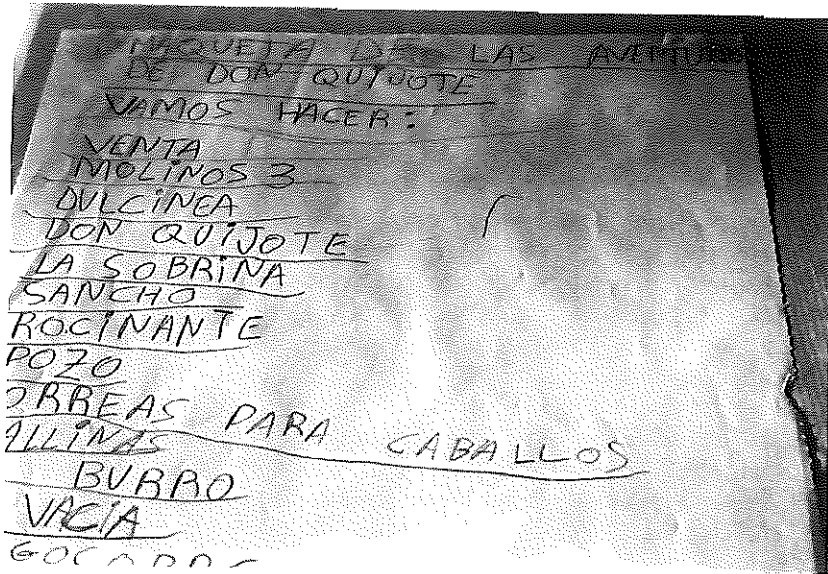 MAQUETA DE LAS
DE DON QUIJOTE
VAMOS HACER:
VENTA
MOLINOS 3
DULCINEA
DON QUIJOTE
LA SOBRINA
SANCHO
ROCINANTE
POZO
ORREAS PARA CABALLOS
ALLINAS
BURRO
VACÍA